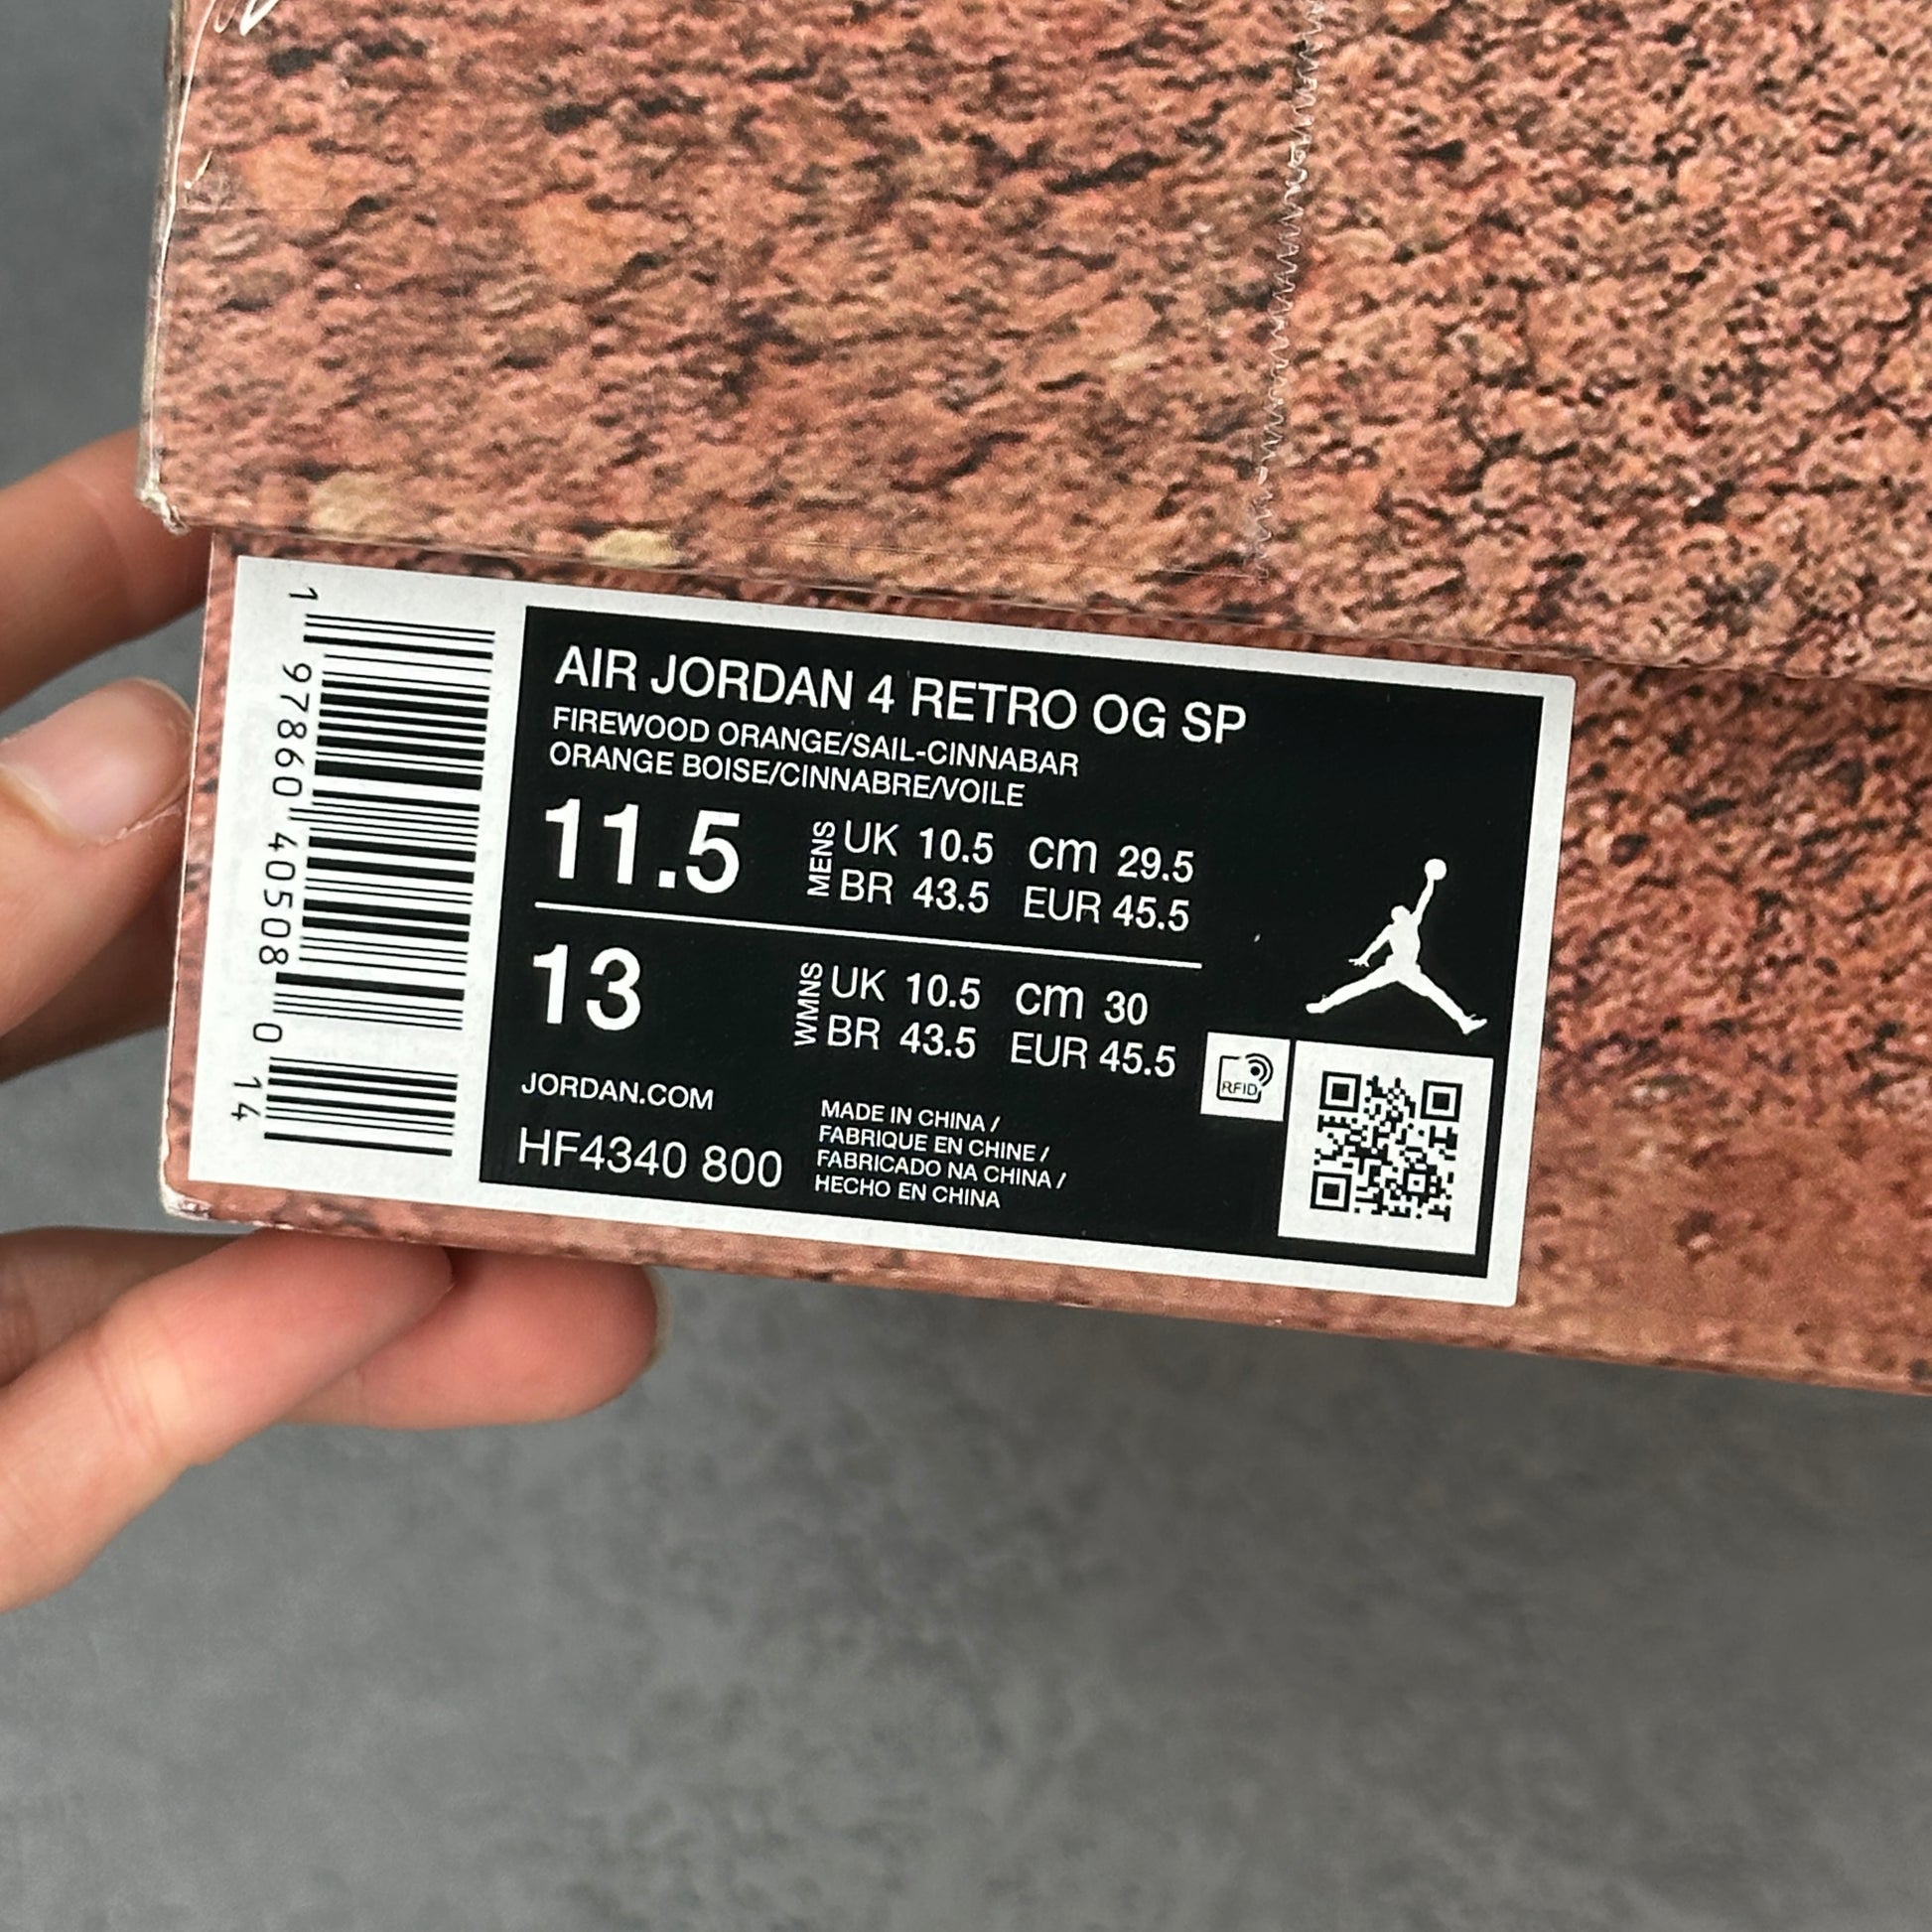 AIR JORDAN 4 RETRO OG SP
FIREWOOD ORANGE/SAIL-CINNABAR
ORANGE BOISE/CINNABRE/VOILE
11.5 MENS UK 10.5 cm 29.5
BR 43.5 EUR 45.5
13 WMNS UK 10.5 cm 30
BR 43.5 EUR 45.5
JORDAN.COM
HF4340 800
MADE IN CHINA /
FABRIQUE EN CHINE /
FABRICADO NA CHINA /
HECHO EN CHINA
RFID
1 97860 40508 0 14